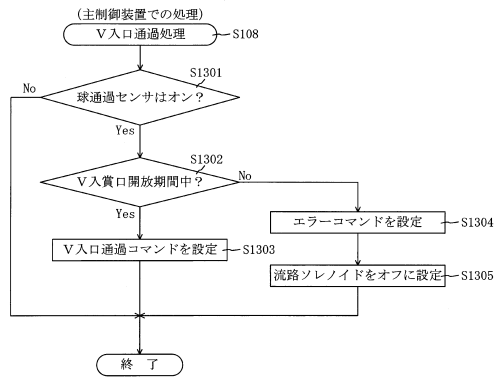 (主制御装置での処理)
V入口通過処理
S108
S1301
球通過センサはオン?
No
Yes
S1302
V入賞口開放期間中?
No
Yes
エラーコマンドを設定
S1304
V入口通過コマンドを設定
S1303
流路ソレノイドをオフに設定
S1305
終了